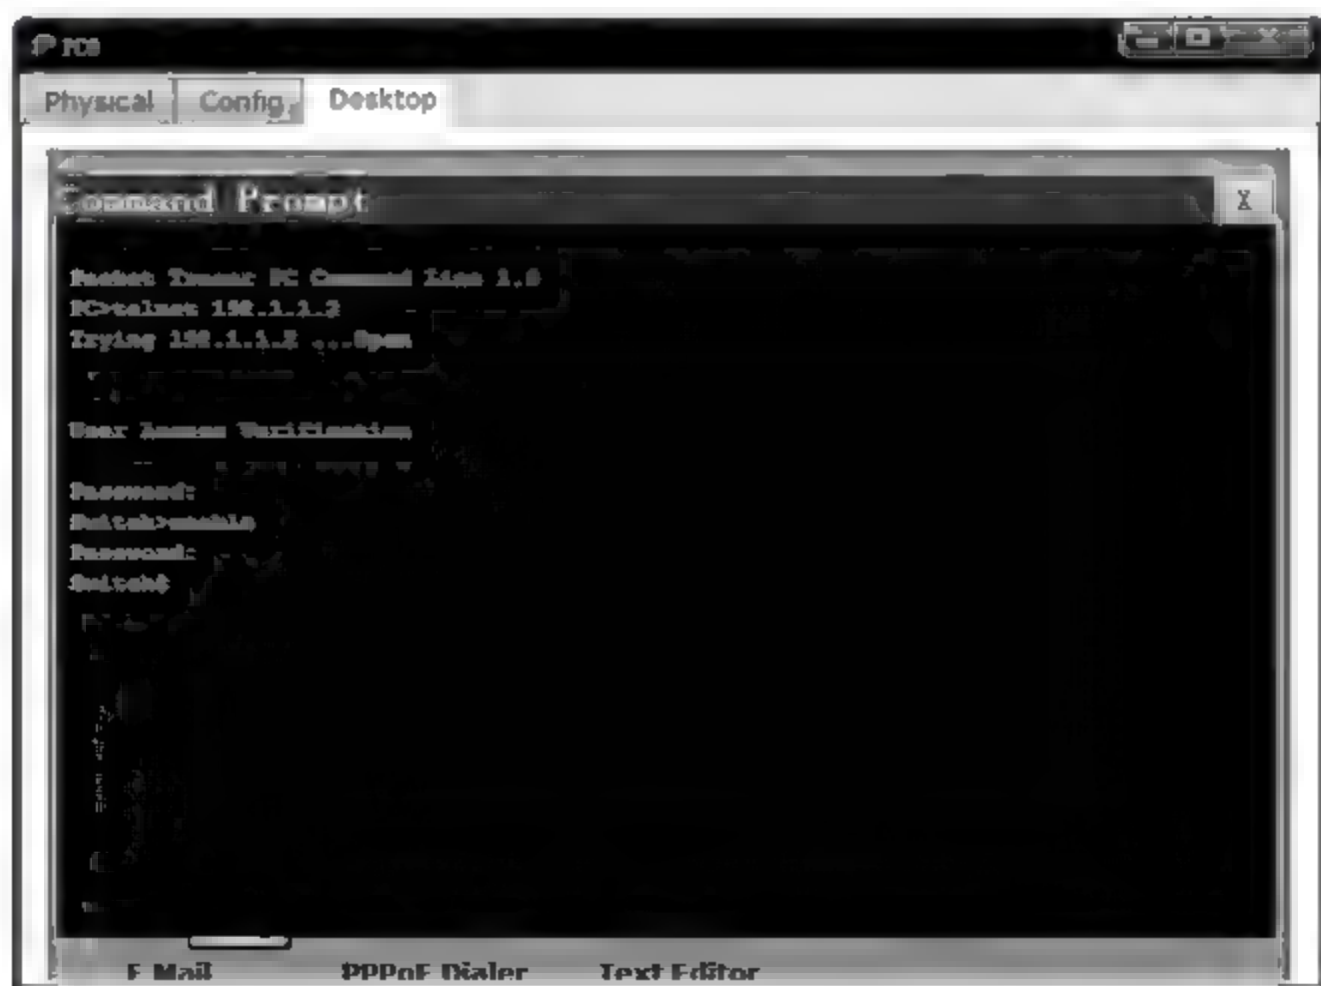 PC0
Physical Config Desktop
Command Prompt X
Packet Tracer PC Command Line 1.0
PC>telnet 192.1.1.2
Trying 192.1.1.2 ...Open
User Access Verification
Password:
Switch>enable
Password:
Switch#
E Mail PPPoE Dialer Text Editor